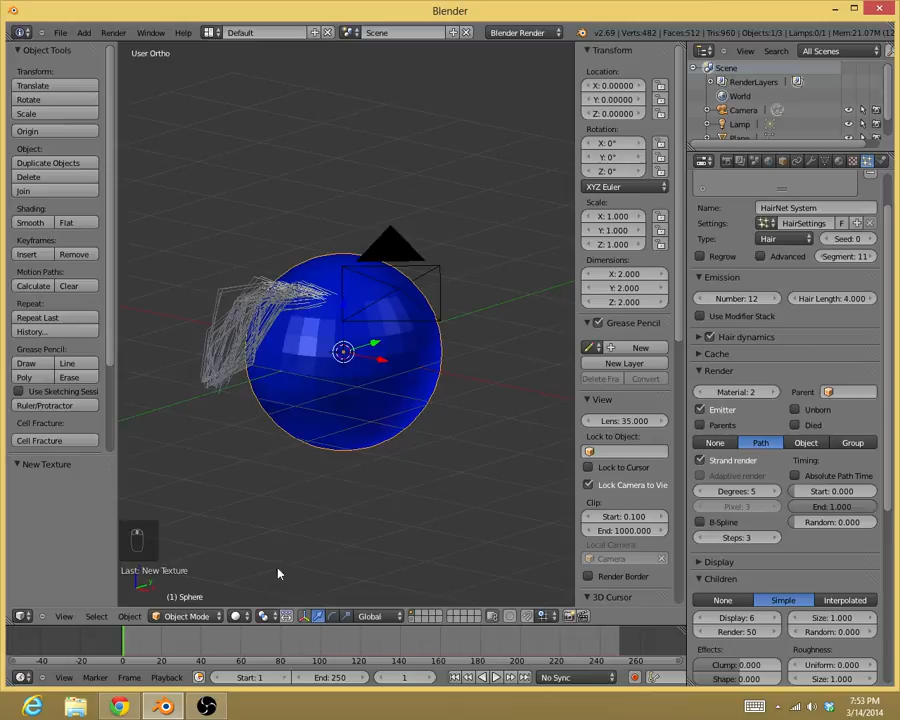 Blender
File Add Render Window Help Default Scene Blender Render v2.69 | Verts:482 | Faces:512 | Tris:960 | Objects:1/3 | Lamps:0/1 | Mem:21.07M
Object Tools
Transform:
Translate
Rotate
Scale
Origin
Object:
Duplicate Objects
Delete
Join
Shading:
Smooth Flat
Keyframes:
Insert Remove
Motion Paths:
Calculate Clear
Repeat:
Repeat Last
History...
Grease Pencil:
Draw Line
Poly Erase
Use Sketching Sessi
Ruler/Protractor
Cell Fracture:
Cell Fracture
New Texture
User Ortho
Last: New Texture
(1) Sphere
Transform
Location:
X: 0.00000
Y: 0.00000
Z: 0.00000
Rotation:
X: 0°
Y: 0°
Z: 0°
XYZ Euler
Scale:
X: 1.000
Y: 1.000
Z: 1.000
Dimensions:
X: 2.000
Y: 2.000
Z: 2.000
Grease Pencil
New
New Layer
Delete Fra Convert
View
Lens: 35.000
Lock to Object:
Lock to Cursor
Lock Camera to Vie
Clip:
Start: 0.100
End: 1000.000
Local Camera:
Camera
Render Border
3D Cursor
View Search All Scenes
Scene
RenderLayers
World
Camera
Lamp
Plane
Name: HairNet System
Settings: HairSettings F
Type: Hair Seed: 0
Regrow Advanced Segment: 11
Emission
Number: 12 Hair Length: 4.000
Use Modifier Stack
Hair dynamics
Cache
Render
Material: 2 Parent
Emitter Unborn
Parents Died
None Path Object Group
Strand render Timing:
Adaptive render Absolute Path Time
Degrees: 5 Start: 0.000
Pixel: 3 End: 1.000
B-Spline Random: 0.000
Steps: 3
Display
Children
None Simple Interpolated
Display: 6 Size: 1.000
Render: 50 Random: 0.000
Effects: Roughness:
Clump: 0.000 Uniform: 0.000
Shape: 0.000 Size: 1.000
View Select Object Object Mode Global
-40 -20 0 20 40 60 80 100 120 140 160 180 200 220 240 260
View Marker Frame Playback Start: 1 End: 250 1 No Sync
7:53 PM
3/14/2014